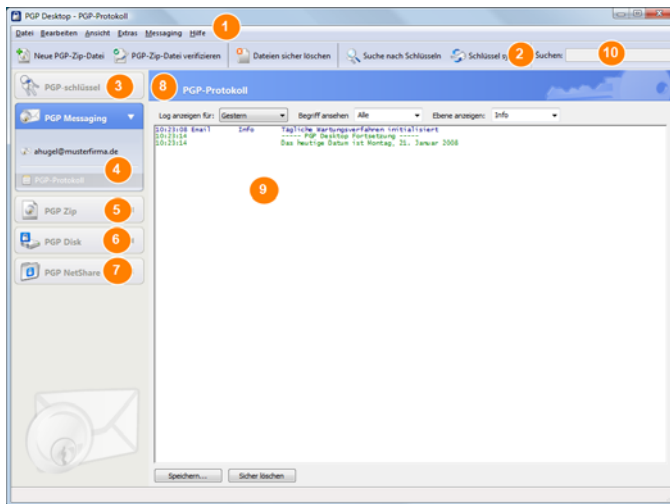 PGP Desktop - PGP-Protokoll
Datei Bearbeiten Ansicht Extras Messaging Hilfe 1
Neue PGP-Zip-Datei PGP-Zip-Datei verifizieren Dateien sicher löschen Suche nach Schlüsseln Schlüssel 2 Suchen: 10
PGP-schlüssel 3
8 PGP-Protokoll
PGP Messaging
ahugel@musterfirma.de
4
PGP-Protokoll
PGP Zip 5
PGP Disk 6
PGP NetShare 7
Log anzeigen für: Gestern Begriff ansehen Alle Ebene anzeigen: Info
10:23:08 Email Info Tägliche Wartungsverfahren initialisiert
10:23:14 ----- PGP Desktop Fortsetzung -----
10:23:14 Das heutige Datum ist Montag, 21. Januar 2008
9
Speichern... Sicher löschen